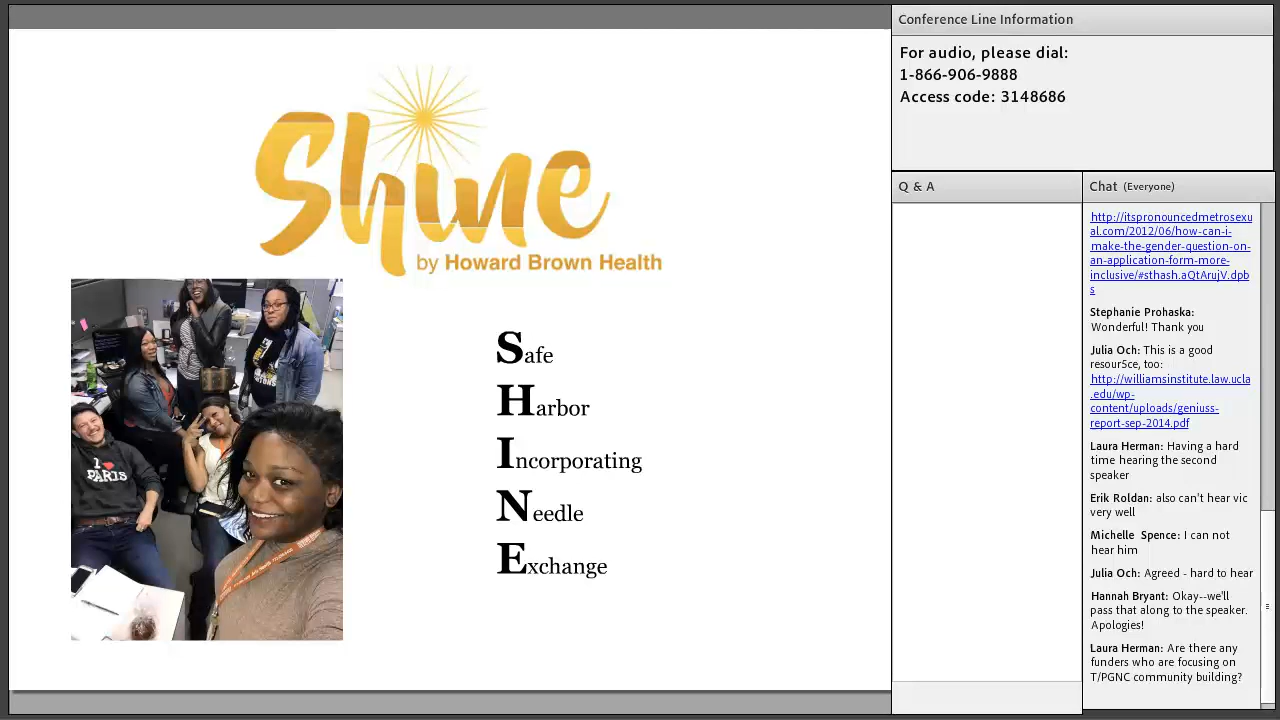 Shine
by Howard Brown Health
I ♥
PARIS
Safe
Harbor
Incorporating
Needle
Exchange
Conference Line Information
For audio, please dial:
1-866-906-9888
Access code: 3148686
Q & A
Chat (Everyone)
http://itspronouncedmetrosexu
al.com/2012/06/how-can-i-
make-the-gender-question-on-
an-application-form-more-
inclusive/#sthash.aQtArujV.dpb
s
Stephanie Prohaska:
Wonderful! Thank you
Julia Och: This is a good
resour5ce, too:
http://williamsinstitute.law.ucla
.edu/wp-
content/uploads/geniuss-
report-sep-2014.pdf
Laura Herman: Having a hard
time hearing the second
speaker
Erik Roldan: also can't hear vic
very well
Michelle Spence: I can not
hear him
Julia Och: Agreed - hard to hear
Hannah Bryant: Okay--we'll
pass that along to the speaker.
Apologies!
Laura Herman: Are there any
funders who are focusing on
T/PGNC community building?